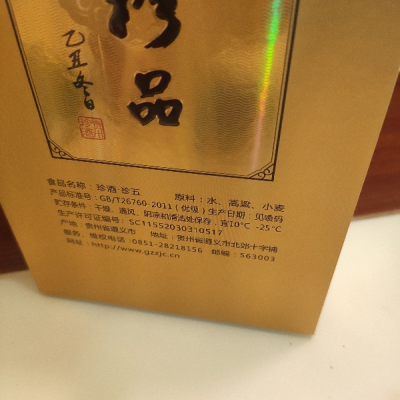 珍品
乙丑冬日
食品名称：珍酒·珍五 原料：水、高粱、小麦
产品标准号：GB/T26760-2011（优级）生产日期：见喷码
贮存条件：干燥、通风、阴凉和清洁处保存，宜10℃-25℃
生产许可证编号：SC11552030310517
产地：贵州省遵义市 地址：贵州省遵义市北郊十字铺
服务、维权电话：0851-28218156 邮编：563003
网址：http://www.gzzjc.cn